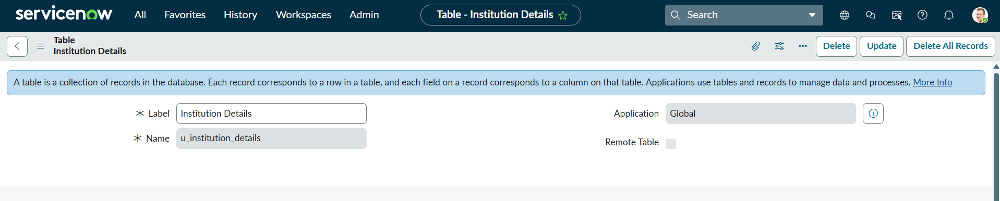 servicenow All Favorites History Workspaces Admin Table - Institution Details Search
Table
Institution Details
Delete Update Delete All Records
A table is a collection of records in the database. Each record corresponds to a row in a table, and each field on a record corresponds to a column on that table. Applications use tables and records to manage data and processes. More Info
Label Institution Details Application Global
Name u_institution_details Remote Table